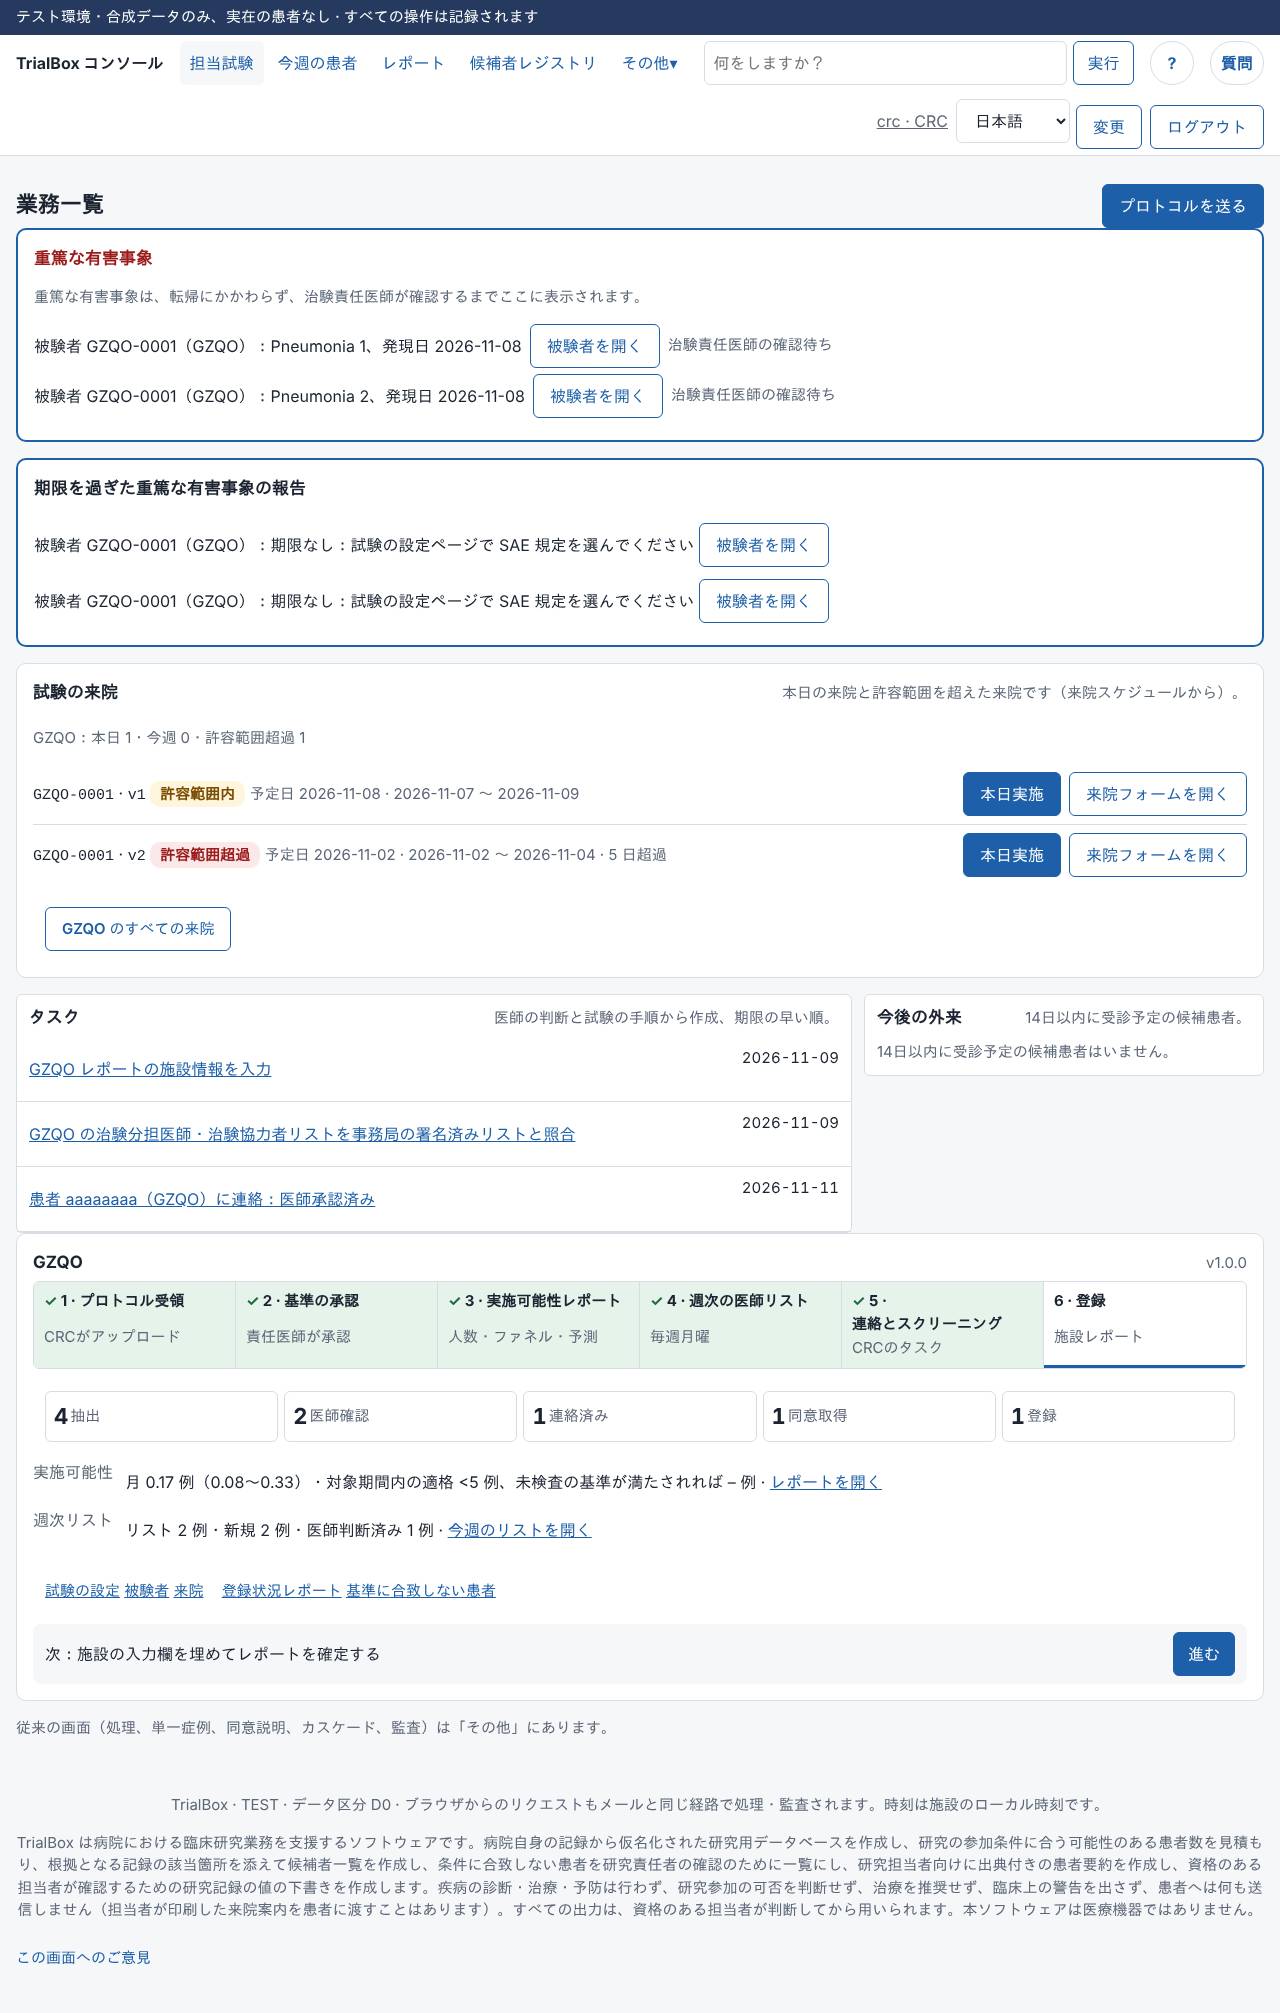 テスト環境・合成データのみ、実在の患者なし · すべての操作は記録されます
TrialBox コンソール 担当試験 今週の患者 レポート 候補者レジストリ その他▾ 何をしますか？ 実行 ? 質問
crc · CRC 日本語 変更 ログアウト
業務一覧 プロトコルを送る
重篤な有害事象
重篤な有害事象は、転帰にかかわらず、治験責任医師が確認するまでここに表示されます。
被験者 GZQO-0001（GZQO）：Pneumonia 1、発現日 2026-11-08 被験者を開く 治験責任医師の確認待ち
被験者 GZQO-0001（GZQO）：Pneumonia 2、発現日 2026-11-08 被験者を開く 治験責任医師の確認待ち
期限を過ぎた重篤な有害事象の報告
被験者 GZQO-0001（GZQO）：期限なし：試験の設定ページで SAE 規定を選んでください 被験者を開く
被験者 GZQO-0001（GZQO）：期限なし：試験の設定ページで SAE 規定を選んでください 被験者を開く
試験の来院 本日の来院と許容範囲を超えた来院です（来院スケジュールから）。
GZQO：本日 1・今週 0・許容範囲超過 1
GZQO-0001 · v1 許容範囲内 予定日 2026-11-08 · 2026-11-07 〜 2026-11-09 本日実施 来院フォームを開く
GZQO-0001 · v2 許容範囲超過 予定日 2026-11-02 · 2026-11-02 〜 2026-11-04 · 5 日超過 本日実施 来院フォームを開く
GZQO のすべての来院
タスク 医師の判断と試験の手順から作成、期限の早い順。
GZQO レポートの施設情報を入力 2026-11-09
GZQO の治験分担医師・治験協力者リストを事務局の署名済みリストと照合 2026-11-09
患者 aaaaaaaa（GZQO）に連絡：医師承認済み 2026-11-11
今後の外来 14日以内に受診予定の候補患者。
14日以内に受診予定の候補患者はいません。
GZQO v1.0.0
✓ 1 · プロトコル受領
CRCがアップロード
✓ 2 · 基準の承認
責任医師が承認
✓ 3 · 実施可能性レポート
人数・ファネル・予測
✓ 4 · 週次の医師リスト
毎週月曜
✓ 5 ·
連絡とスクリーニング
CRCのタスク
6 · 登録
施設レポート
4 抽出 2 医師確認 1 連絡済み 1 同意取得 1 登録
実施可能性 月 0.17 例（0.08〜0.33）・対象期間内の適格 <5 例、未検査の基準が満たされれば – 例 · レポートを開く
週次リスト リスト 2 例・新規 2 例・医師判断済み 1 例 · 今週のリストを開く
試験の設定 被験者 来院 登録状況レポート 基準に合致しない患者
次：施設の入力欄を埋めてレポートを確定する 進む
従来の画面（処理、単一症例、同意説明、カスケード、監査）は「その他」にあります。
TrialBox · TEST · データ区分 D0 · ブラウザからのリクエストもメールと同じ経路で処理・監査されます。時刻は施設のローカル時刻です。
TrialBox は病院における臨床研究業務を支援するソフトウェアです。病院自身の記録から仮名化された研究用データベースを作成し、研究の参加条件に合う可能性のある患者数を見積も
り、根拠となる記録の該当箇所を添えて候補者一覧を作成し、条件に合致しない患者を研究責任者の確認のために一覧にし、研究担当者向けに出典付きの患者要約を作成し、資格のある
担当者が確認するための研究記録の値の下書きを作成します。疾病の診断・治療・予防は行わず、研究参加の可否を判断せず、治療を推奨せず、臨床上の警告を出さず、患者へは何も送
信しません（担当者が印刷した来院案内を患者に渡すことはあります）。すべての出力は、資格のある担当者が判断してから用いられます。本ソフトウェアは医療機器ではありません。
この画面へのご意見